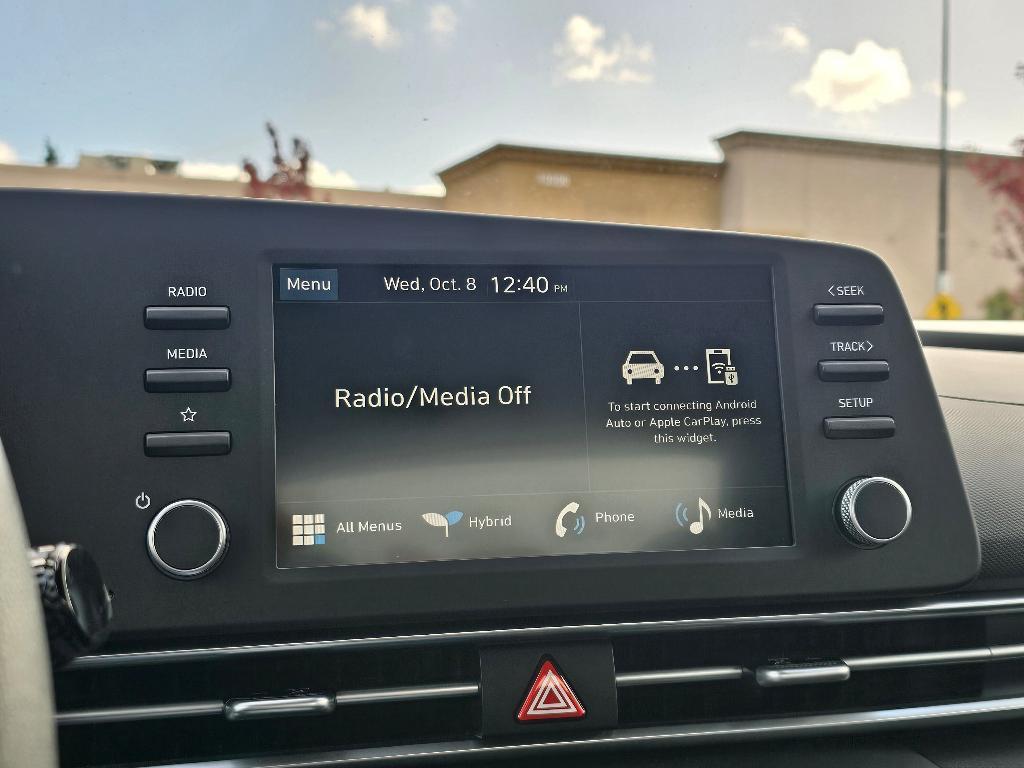 RADIO
MEDIA
Menu
Wed, Oct. 8 12:40 PM
Radio/Media Off
To start connecting Android
Auto or Apple CarPlay, press
this widget.
All Menus
Hybrid
Phone
Media
<SEEK
TRACK>
SETUP